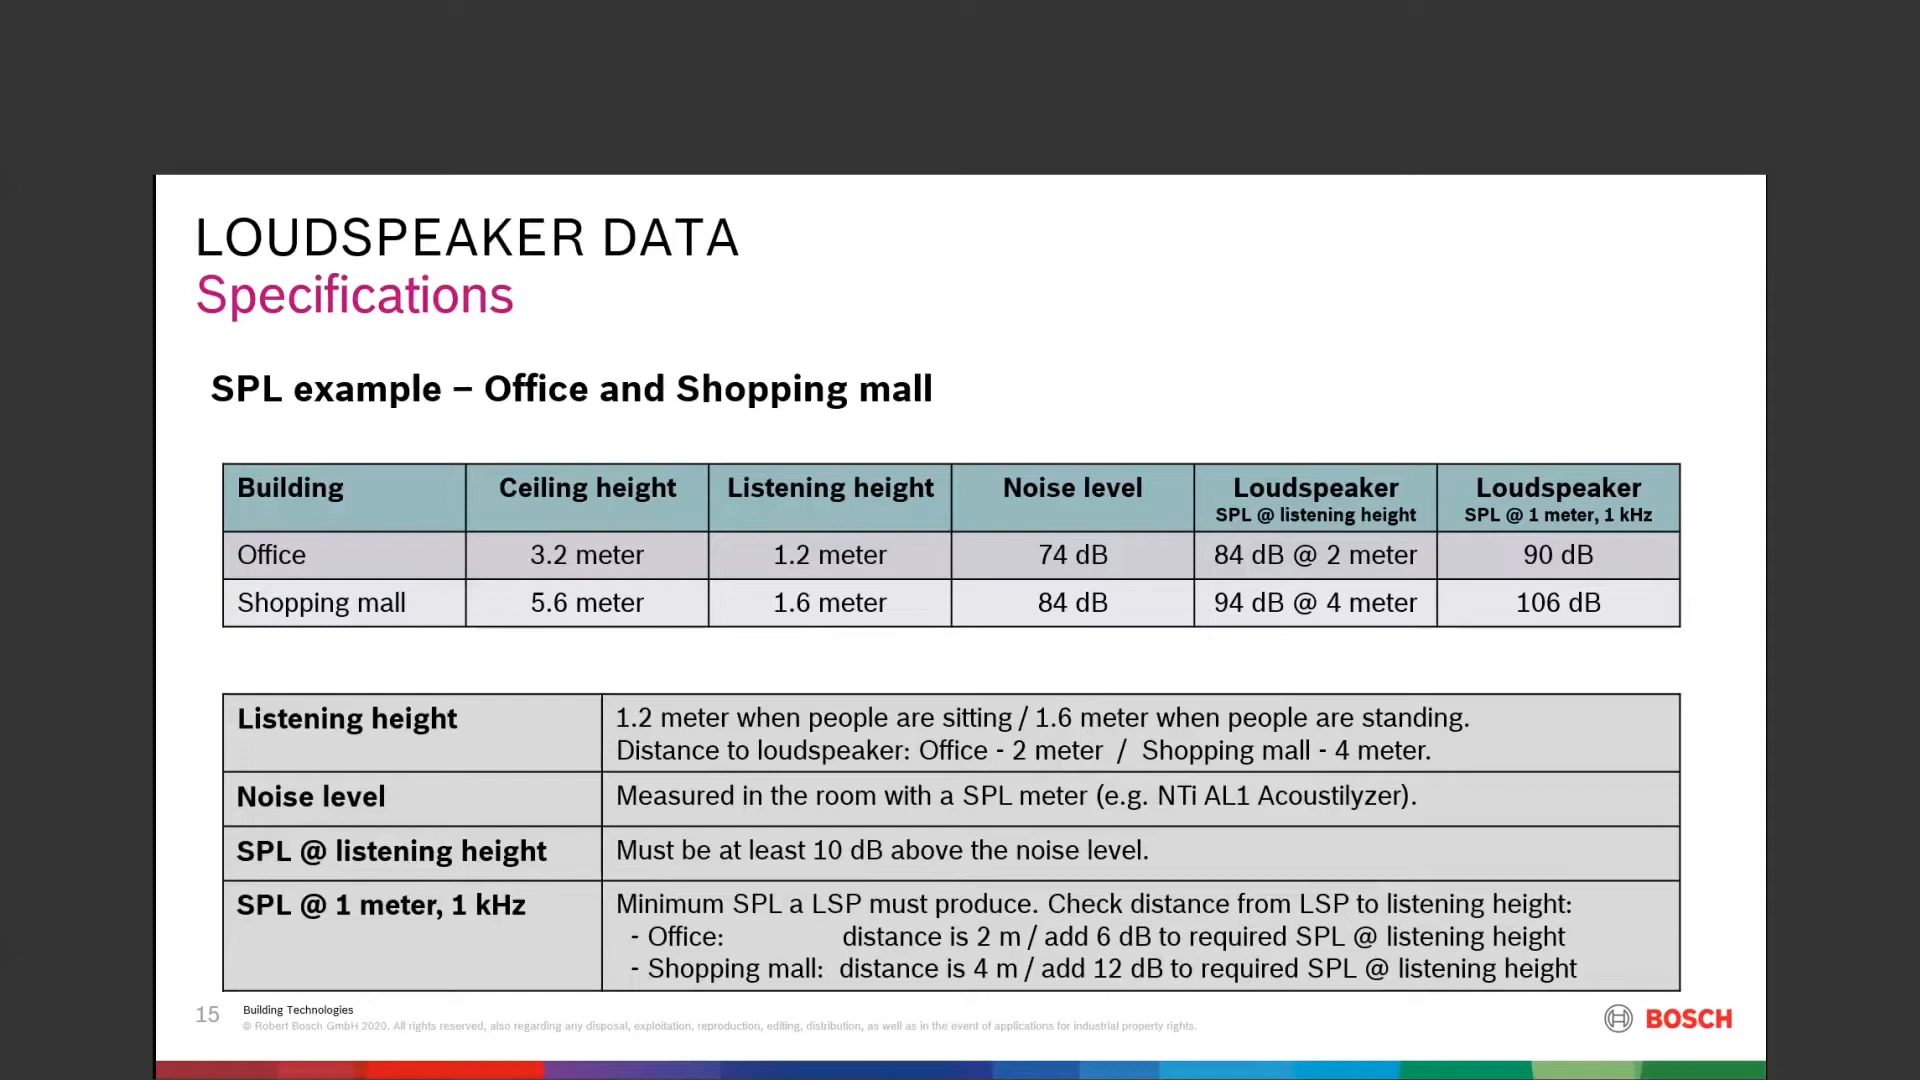 LOUDSPEAKER DATA
Specifications
SPL example – Office and Shopping mall
Building Ceiling height Listening height Noise level Loudspeaker Loudspeaker
SPL @ listening height SPL @ 1 meter, 1 kHz
Office 3.2 meter 1.2 meter 74 dB 84 dB @ 2 meter 90 dB
Shopping mall 5.6 meter 1.6 meter 84 dB 94 dB @ 4 meter 106 dB
Listening height 1.2 meter when people are sitting / 1.6 meter when people are standing.
Distance to loudspeaker: Office - 2 meter / Shopping mall - 4 meter.
Noise level Measured in the room with a SPL meter (e.g. NTi AL1 Acoustilyzer).
SPL @ listening height Must be at least 10 dB above the noise level.
SPL @ 1 meter, 1 kHz Minimum SPL a LSP must produce. Check distance from LSP to listening height:
- Office: distance is 2 m / add 6 dB to required SPL @ listening height
- Shopping mall: distance is 4 m / add 12 dB to required SPL @ listening height
15 Building Technologies
© Robert Bosch GmbH 2020. All rights reserved, also regarding any disposal, exploitation, reproduction, editing, distribution, as well as in the event of applications for industrial property rights.
BOSCH